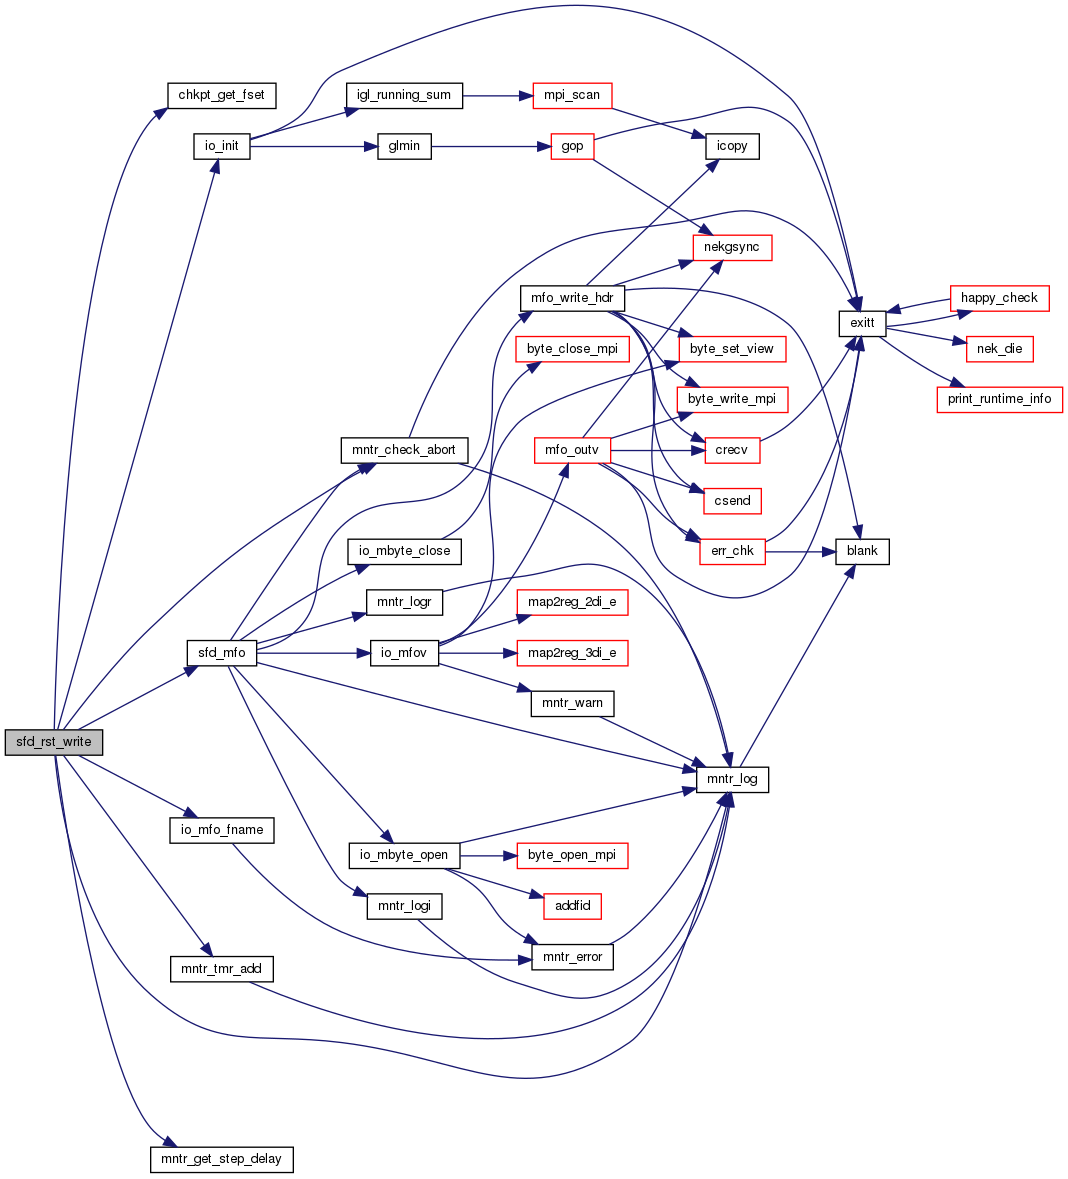 chkpt_get_fset
igl_running_sum
mpi_scan
io_init
glmin
gop
icopy
nekgsync
mfo_write_hdr
happy_check
exitt
byte_close_mpi
byte_set_view
nek_die
byte_write_mpi
print_runtime_info
mntr_check_abort
mfo_outv
crecv
csend
io_mbyte_close
err_chk
blank
mntr_logr
map2reg_2di_e
sfd_mfo
io_mfov
map2reg_3di_e
mntr_warn
sfd_rst_write
mntr_log
io_mfo_fname
io_mbyte_open
byte_open_mpi
mntr_logi
addfid
mntr_error
mntr_tmr_add
mntr_get_step_delay